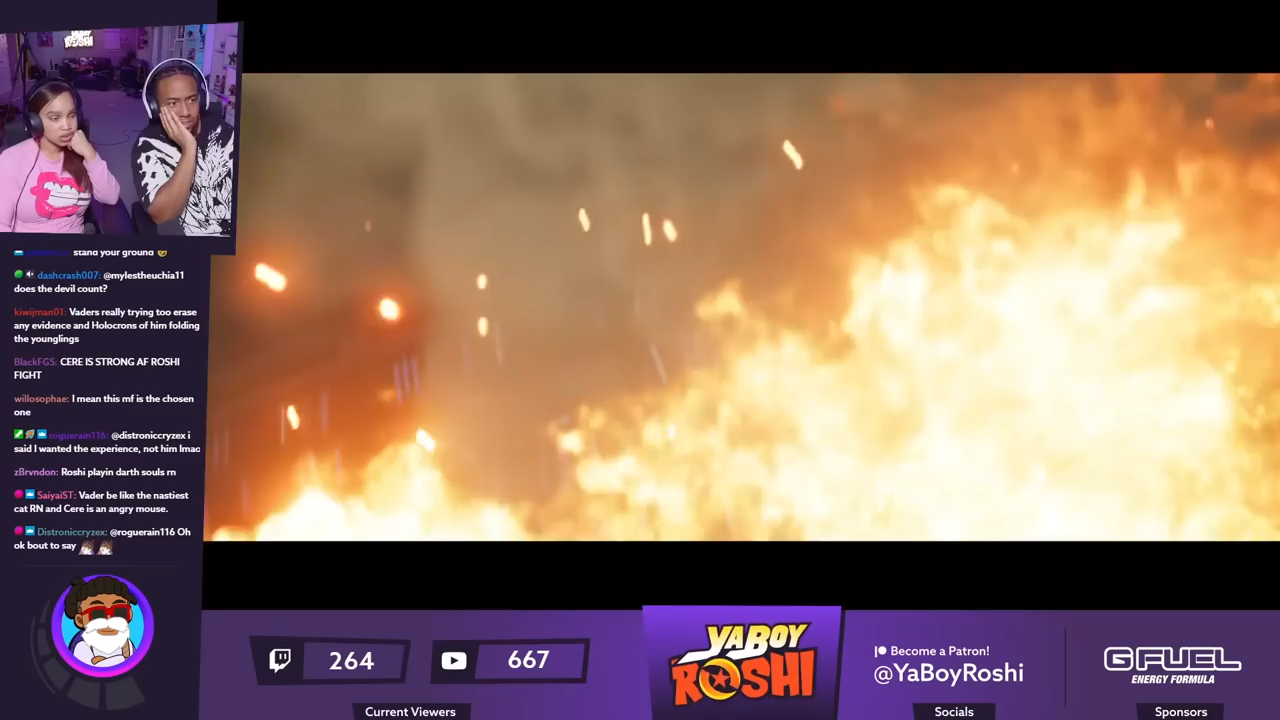 YABOY
ROSHI
stand your ground
dashcrash007: @mylestheuchia11
does the devil count?
kiwijman01: Vaders really trying too erase
any evidence and Holocrons of him folding
the younglings
BlackFGS: CERE IS STRONG AF ROSHI
FIGHT
willosophae: I mean this mf is the chosen
one
roguerain116: @distroniccryzex i
said I wanted the experience, not him lmao
zBrvndon: Roshi playin darth souls rn
SaiyaiST: Vader be like the nastiest
cat RN and Cere is an angry mouse.
Distroniccryzex: @roguerain116 Oh
ok bout to say
264
667
Current Viewers
YABOY
ROSHI
Become a Patron!
@YaBoyRoshi
Socials
G FUEL
ENERGY FORMULA
Sponsors